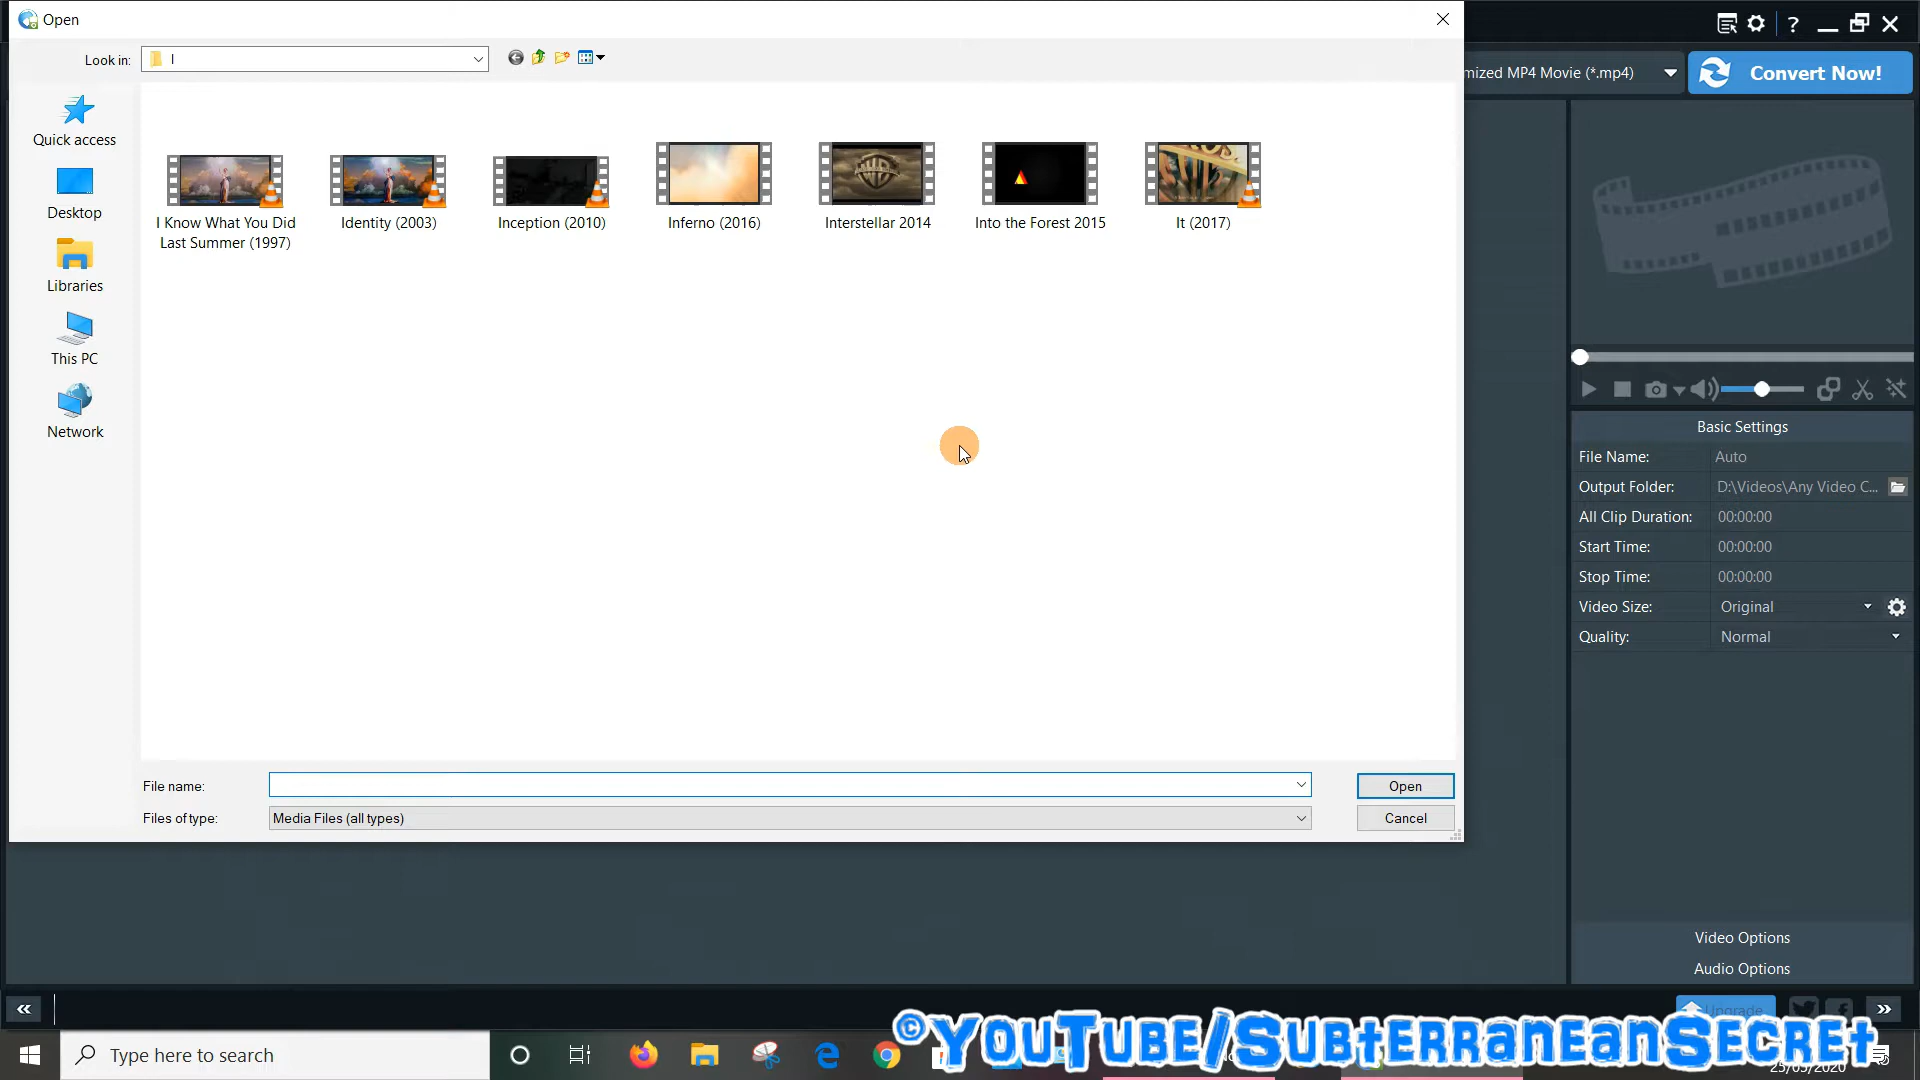 Open
Look in:
I
mized MP4 Movie (*.mp4)
Convert Now!
Quick access
Desktop
Libraries
This PC
Network
I Know What You Did
Last Summer (1997)
Identity (2003)
Inception (2010)
Inferno (2016)
Interstellar 2014
Into the Forest 2015
It (2017)
Basic Settings
File Name: Auto
Output Folder: D:\Videos\Any Video C...
All Clip Duration: 00:00:00
Start Time: 00:00:00
Stop Time: 00:00:00
Video Size: Original
Quality: Normal
File name:
Open
Files of type: Media Files (all types)
Cancel
Video Options
Audio Options
Upgrade
©YouTube/SubterraneanSecret
Type here to search
25/05/2020